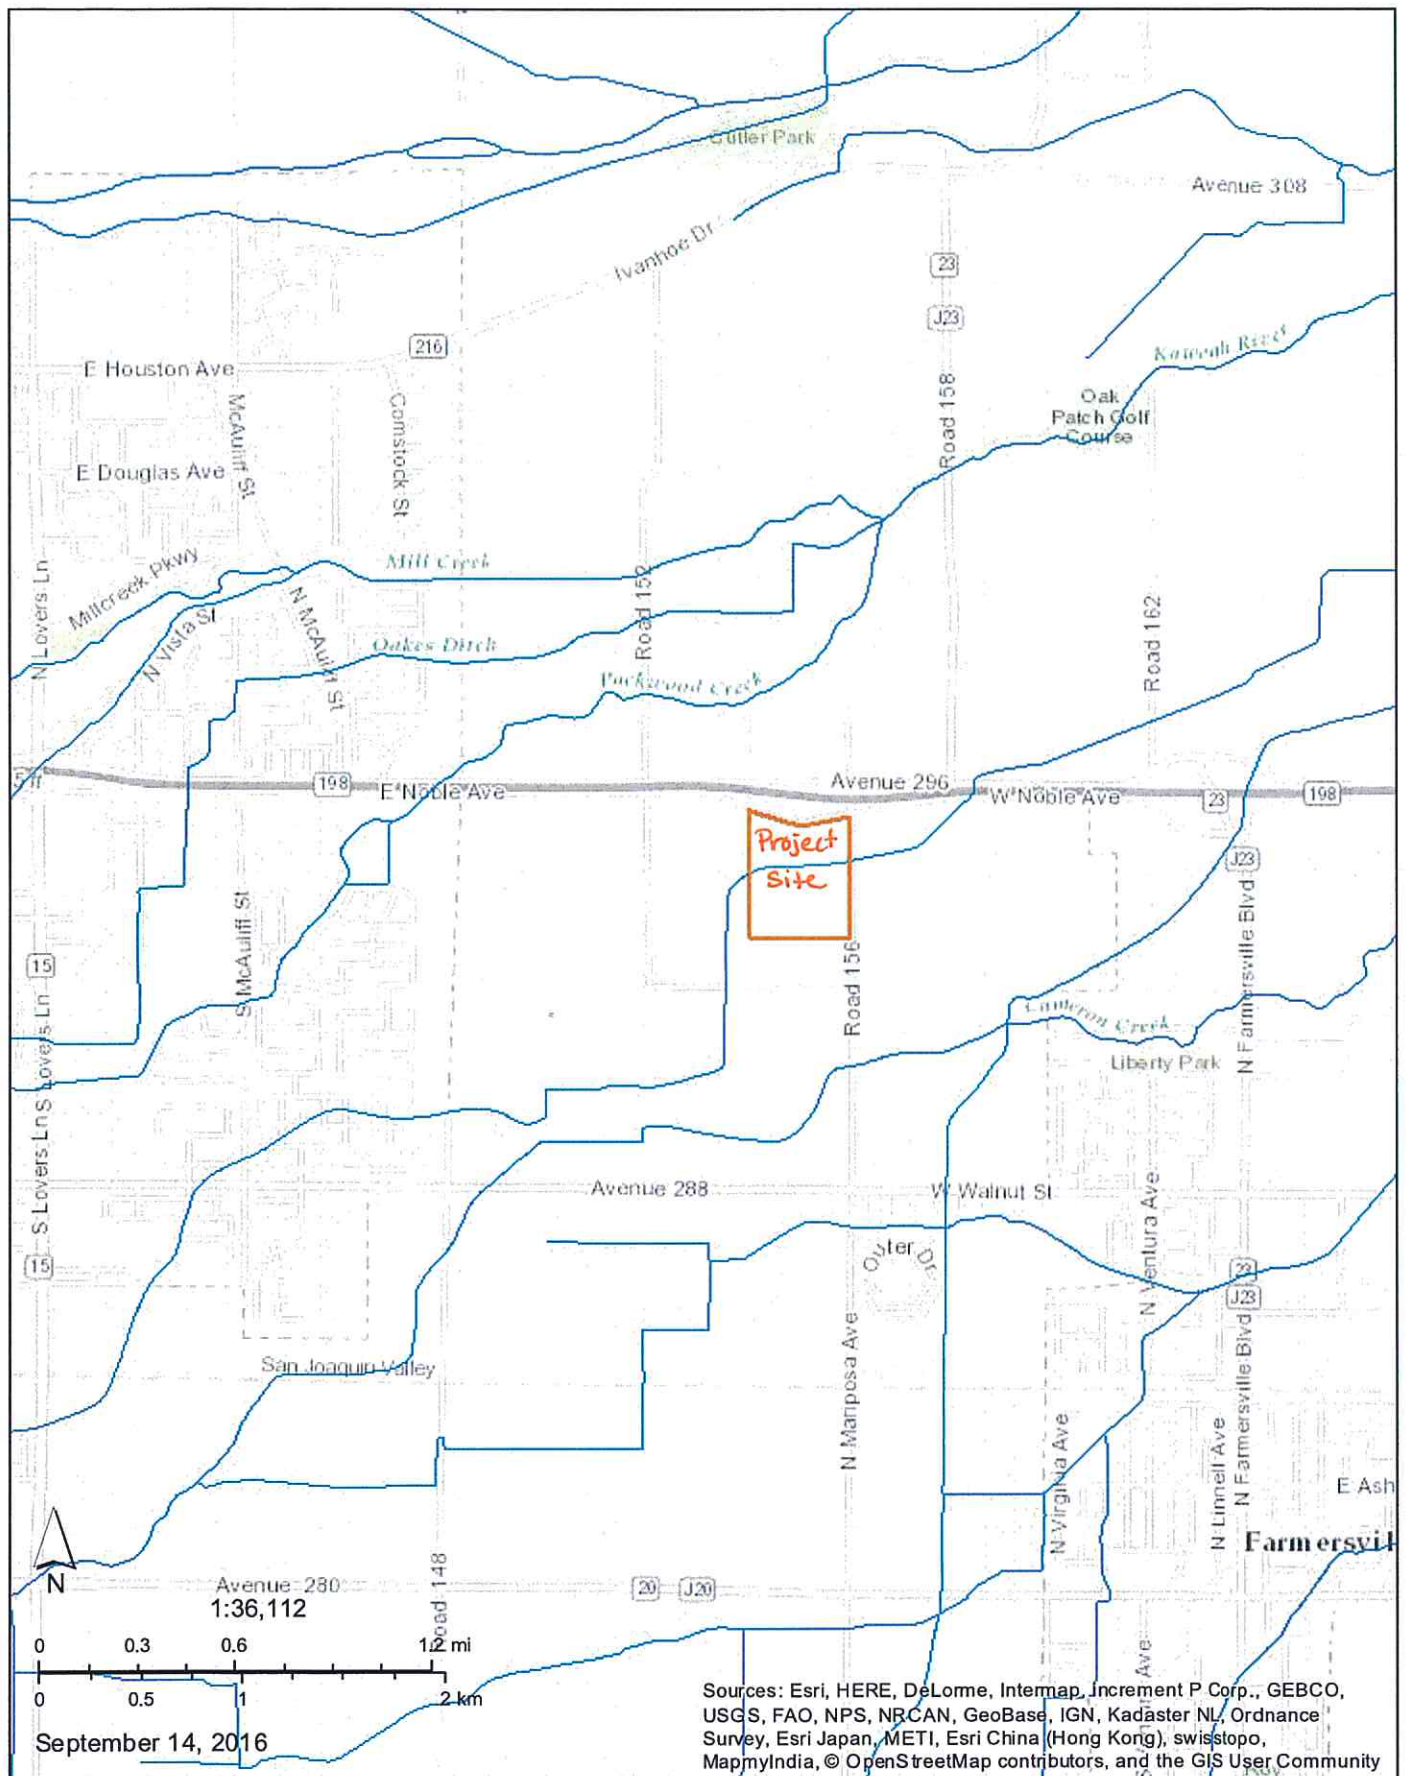 Cutler Park
Avenue 308
Ivanhoe Dr
23
J23
216
Kaweah River
E Houston Ave
Oak
Patch Golf
Course
McAuliff St
Comstock St
Road 158
E Douglas Ave
Mill Creek
Millcreek Pkwy
N Lovers Ln
N Vista St
N McAuliff St
Oakes Ditch
Road 152
Road 162
Packwood Creek
198
E Noble Ave
Avenue 296
W Noble Ave
23
198
Project
Site
J23
S McAuliff St
N Farmersville Blvd
15
Road 156
Cameron Creek
Liberty Park
S Lovers Ln
S Lovers Ln
Avenue 288
W Walnut St
N Ventura Ave
Outer Dr
15
23
J23
San Joaquin Valley
N Mariposa Ave
N Virginia Ave
N Linnell Ave
N Farmersville Blvd
E Ash
Farmersvil
N
Avenue 280
Road 148
20
J20
1:36,112
0 0.3 0.6 1.2 mi
0 0.5 1 2 km
September 14, 2016
Sources: Esri, HERE, DeLorme, Intermap, Increment P Corp., GEBCO,
USGS, FAO, NPS, NRCAN, GeoBase, IGN, Kadaster NL, Ordnance
Survey, Esri Japan, METI, Esri China (Hong Kong), swisstopo,
MapmyIndia, © OpenStreetMap contributors, and the GIS User Community